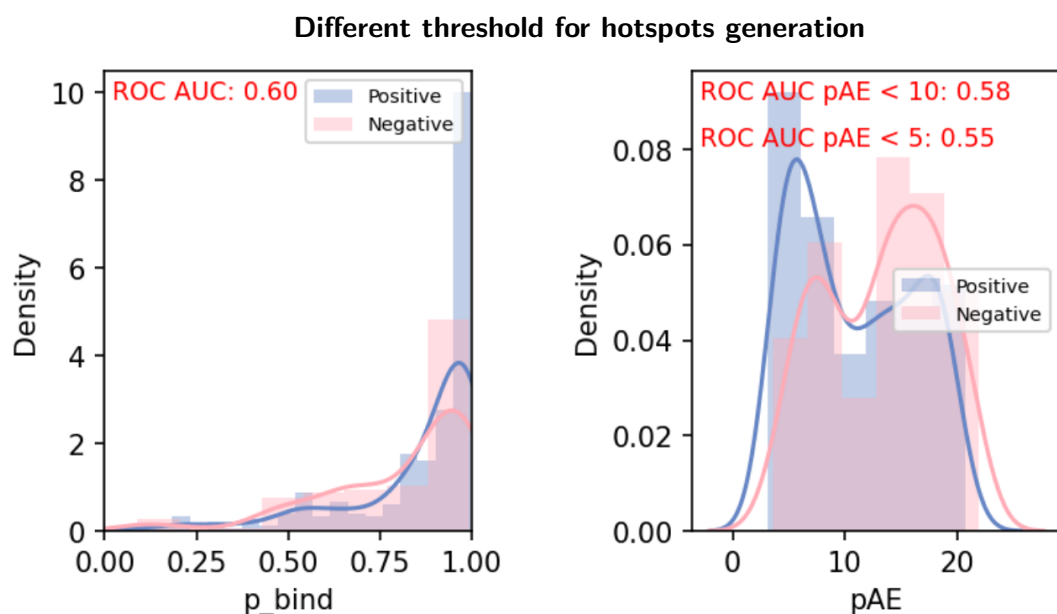 Different threshold for hotspots generation
ROC AUC: 0.60
Positive
Negative
10
8
6
4
2
0
Density
0.00
0.25
0.50
0.75
1.00
p_bind
ROC AUC pAE < 10: 0.58
ROC AUC pAE < 5: 0.55
Positive
Negative
0.08
0.06
0.04
0.02
0.00
Density
0
10
20
pAE